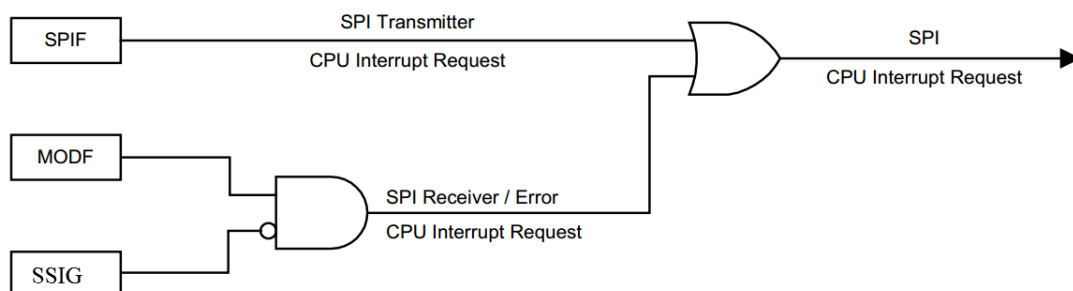 SPIF
SPI Transmitter
CPU Interrupt Request
SPI
CPU Interrupt Request
MODF
SPI Receiver / Error
CPU Interrupt Request
SSIG